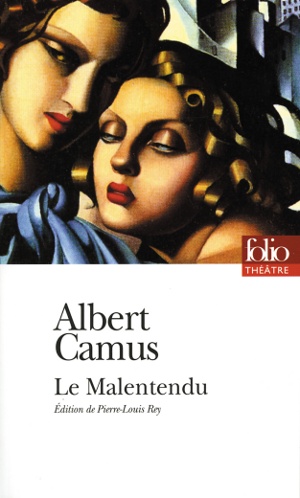 folio
THÉÂTRE
Albert
Camus
Le Malentendu
Édition de Pierre-Louis Rey